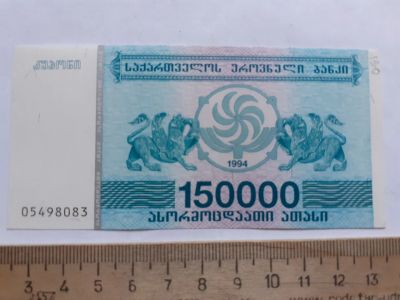 კუპონი
საქართველოს ეროვნული ბანკი
1994
150000
05498083
ასორმოცდაათი ათასი
3 4 5 6 7 8 9 10 11 12 13